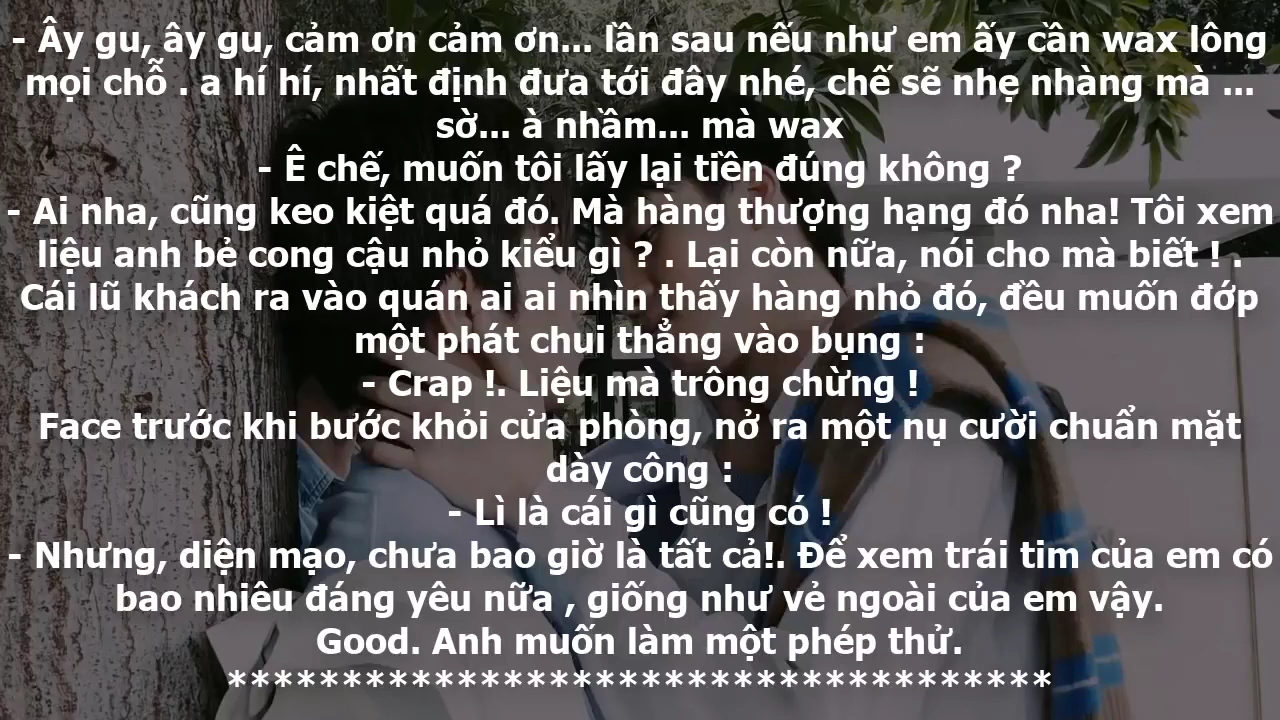 - Ây gu, ây gu, cảm ơn cảm ơn... lần sau nếu như em ấy cần wax lông
mọi chỗ . a hí hí, nhất định đưa tới đây nhé, chế sẽ nhẹ nhàng mà ...
sờ... à nhầm... mà wax
- Ê chế, muốn tôi lấy lại tiền đúng không ?
- Ai nha, cũng keo kiệt quá đó. Mà hàng thượng hạng đó nha! Tôi xem
liệu anh bẻ cong cậu nhỏ kiểu gì ? . Lại còn nữa, nói cho mà biết ! .
Cái lũ khách ra vào quán ai ai nhìn thấy hàng nhỏ đó, đều muốn đớp
một phát chui thẳng vào bụng :
- Crap !. Liệu mà trông chừng !
Face trước khi bước khỏi cửa phòng, nở ra một nụ cười chuẩn mặt
dày công :
- Lì là cái gì cũng có !
- Nhưng, diện mạo, chưa bao giờ là tất cả!. Để xem trái tim của em có
bao nhiêu đáng yêu nữa , giống như vẻ ngoài của em vậy.
Good. Anh muốn làm một phép thử.
************************************